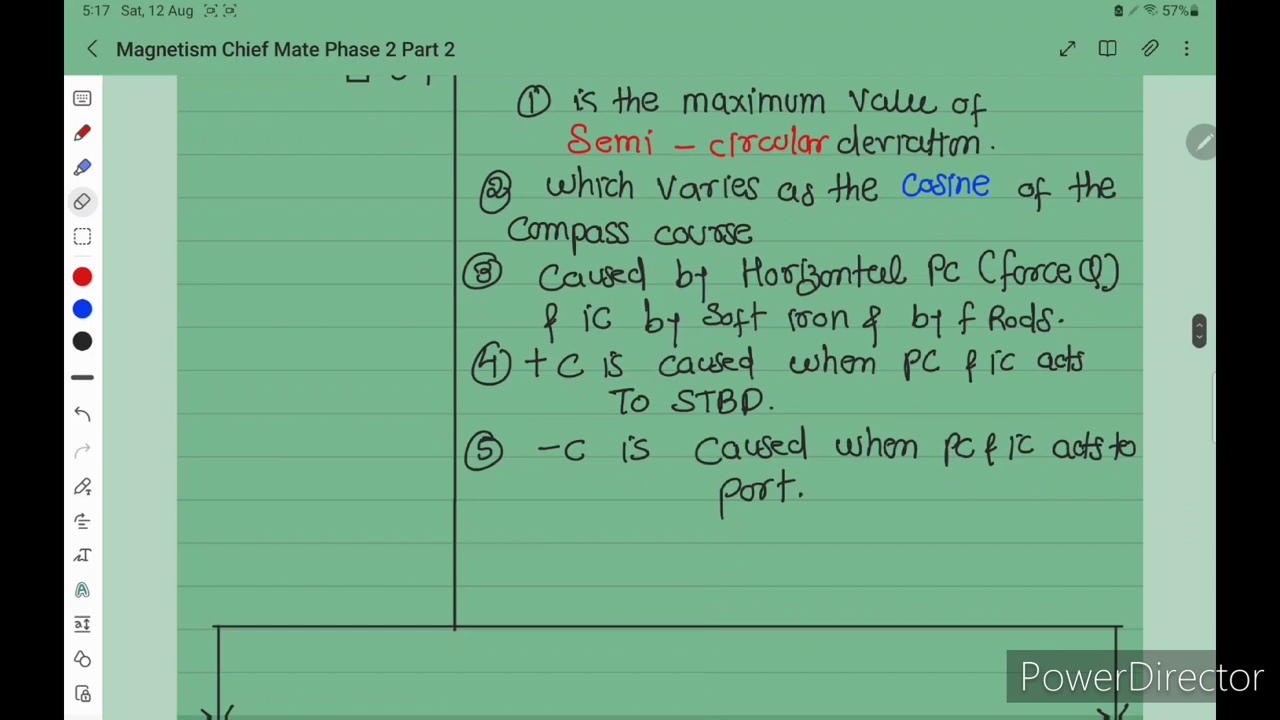 5:17 Sat, 12 Aug
57%
Magnetism Chief Mate Phase 2 Part 2
① is the maximum value of
Semi - circular deviation.
② which varies as the cosine of the
Compass course
③ Caused by Horizontal PC (force Q)
& ic by Soft iron & by f Rods.
④ + C is caused when PC & ic acts
To STBD.
⑤ -C is Caused when PC & ic acts to
port.
PowerDirector